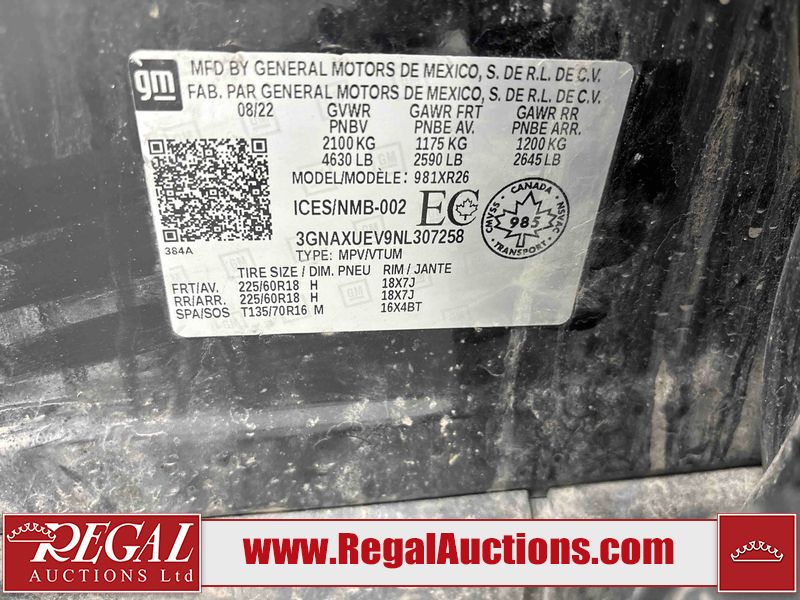 gm
MFD BY GENERAL MOTORS DE MEXICO, S. DE R.L. DE C.V.
FAB. PAR GENERAL MOTORS DE MEXICO, S. DE R.L. DE C.V.
08/22 GVWR GAWR FRT GAWR RR
PNBV PNBE AV. PNBE ARR.
2100 KG 1175 KG 1200 KG
4630 LB 2590 LB 2645 LB
MODEL/MODÈLE: 981XR26
ICES/NMB-002 EC
CANADA
CMVSS 985 NSVAC
TRANSPORT
384A
3GNAXUEV9NL307258
TYPE: MPV/VTUM
TIRE SIZE / DIM. PNEU RIM / JANTE
FRT/AV. 225/60R18 H 18X7J
RR/ARR. 225/60R18 H 18X7J
SPA/SOS T135/70R16 M 16X4BT
REGAL
AUCTIONS Ltd
www.RegalAuctions.com